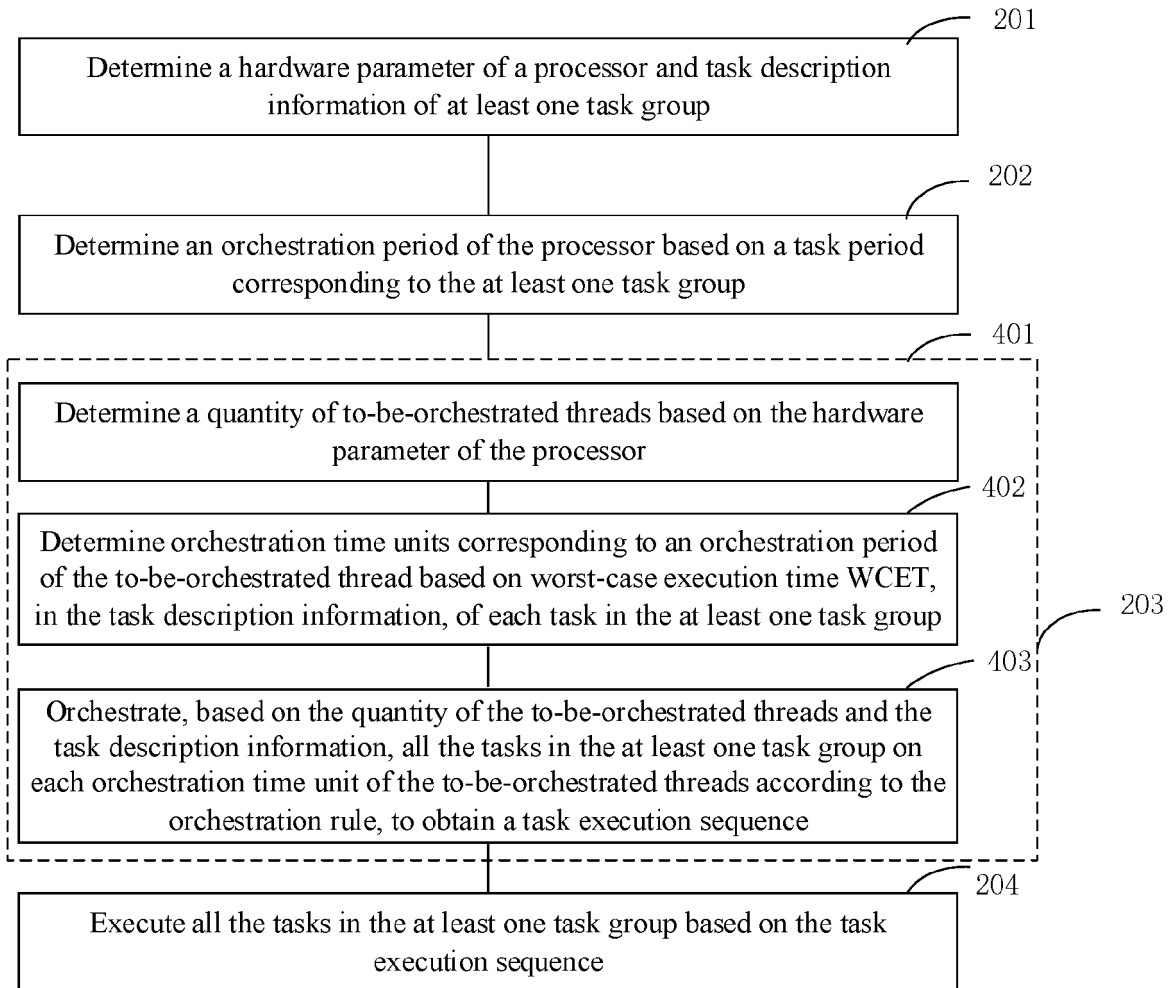 201
Determine a hardware parameter of a processor and task description
information of at least one task group
202
Determine an orchestration period of the processor based on a task period
corresponding to the at least one task group
401
Determine a quantity of to-be-orchestrated threads based on the hardware
parameter of the processor
402
Determine orchestration time units corresponding to an orchestration period
of the to-be-orchestrated thread based on worst-case execution time WCET,
in the task description information, of each task in the at least one task group
203
403
Orchestrate, based on the quantity of the to-be-orchestrated threads and the
task description information, all the tasks in the at least one task group on
each orchestration time unit of the to-be-orchestrated threads according to the
orchestration rule, to obtain a task execution sequence
204
Execute all the tasks in the at least one task group based on the task
execution sequence